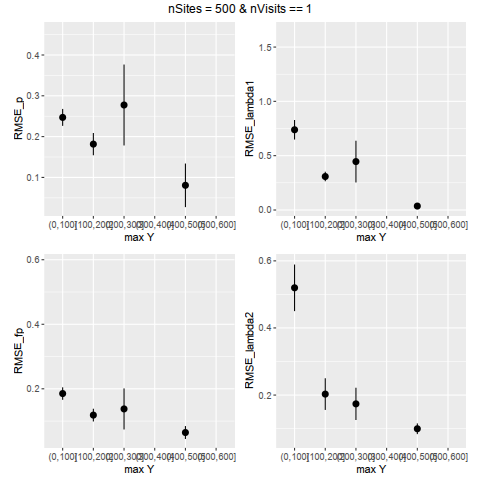 nSites = 500 & nVisits == 1
RMSE_p
0.4
0.3
0.2
0.1
(0,100] (100,200] (200,300] (300,400] (400,500] (500,600]
max Y
RMSE_lambda1
1.5
1.0
0.5
0.0
(0,100] (100,200] (200,300] (300,400] (400,500] (500,600]
max Y
RMSE_fp
0.6
0.4
0.2
(0,100] (100,200] (200,300] (300,400] (400,500] (500,600]
max Y
RMSE_lambda2
0.6
0.4
0.2
(0,100] (100,200] (200,300] (300,400] (400,500] (500,600]
max Y